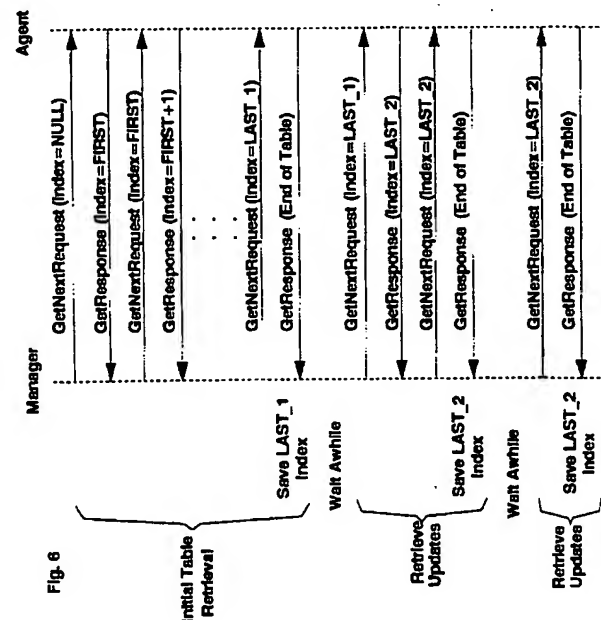 Fig. 6
Manager
Agent
GetNextRequest (Index=NULL)
GetResponse (Index=FIRST)
GetNextRequest (Index=FIRST)
GetResponse (Index=FIRST+1)
. . .
. . .
GetNextRequest (Index=LAST_1)
GetResponse (End of Table)
Initial Table
Retrieval
Save LAST_1
Index
Wait Awhile
GetNextRequest (Index=LAST_1)
GetResponse (Index=LAST 2)
GetNextRequest (Index=LAST_2)
GetResponse (End of Table)
Retrieve
Updates
Save LAST_2
Index
Wait Awhile
GetNextRequest (Index=LAST_2)
GetResponse (End of Table)
Retrieve
Updates
Save LAST_2
Index